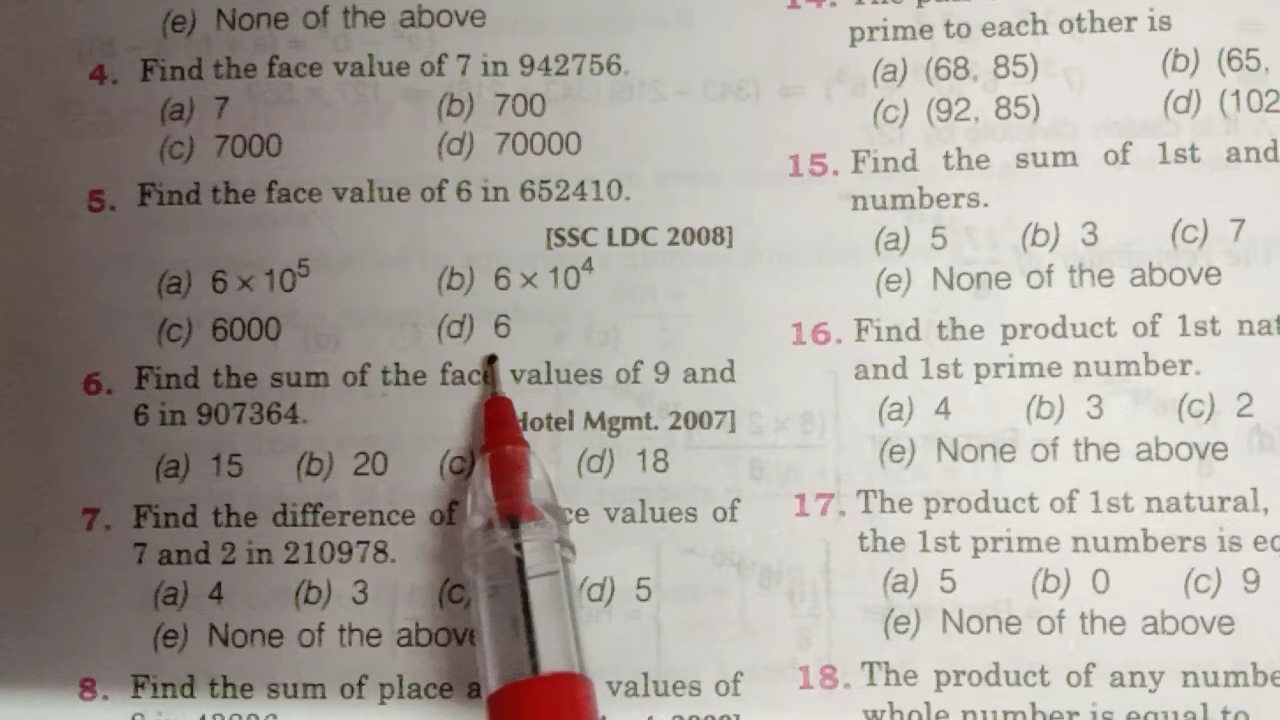 (e) None of the above
4. Find the face value of 7 in 942756.
(a) 7 (b) 700
(c) 7000 (d) 70000
5. Find the face value of 6 in 652410.
[SSC LDC 2008]
(a) 6 × 10⁵ (b) 6 × 10⁴
(c) 6000 (d) 6
6. Find the sum of the face values of 9 and
6 in 907364.
Hotel Mgmt. 2007]
(a) 15 (b) 20 (c) (d) 18
7. Find the difference of values of
7 and 2 in 210978.
(a) 4 (b) 3 (c) (d) 5
(e) None of the above
8. Find the sum of place values of
14.
prime to each other is
(a) (68, 85) (b) (65,
(c) (92, 85) (d) (102
15. Find the sum of 1st and
numbers.
(a) 5 (b) 3 (c) 7
(e) None of the above
16. Find the product of 1st
and 1st prime number.
(a) 4 (b) 3 (c) 2
(e) None of the above
17. The product of 1st natural,
the 1st prime numbers is
(a) 5 (b) 0 (c) 9
(e) None of the above
18. The product of any
whole number is equal to